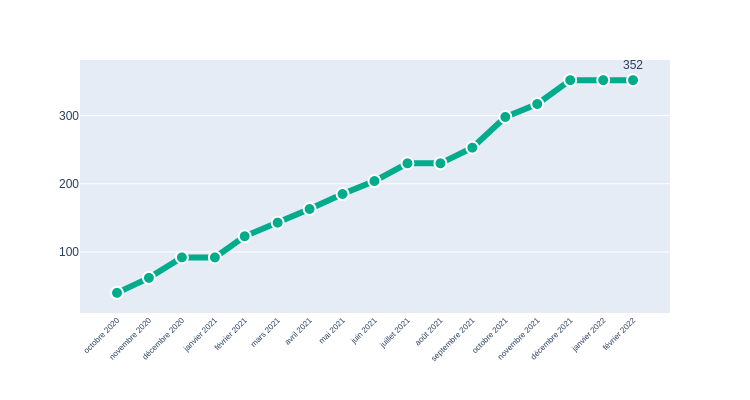 352
300
200
100
octobre 2020
novembre 2020
décembre 2020
janvier 2021
février 2021
mars 2021
avril 2021
mai 2021
juin 2021
juillet 2021
août 2021
septembre 2021
octobre 2021
novembre 2021
décembre 2021
janvier 2022
février 2022